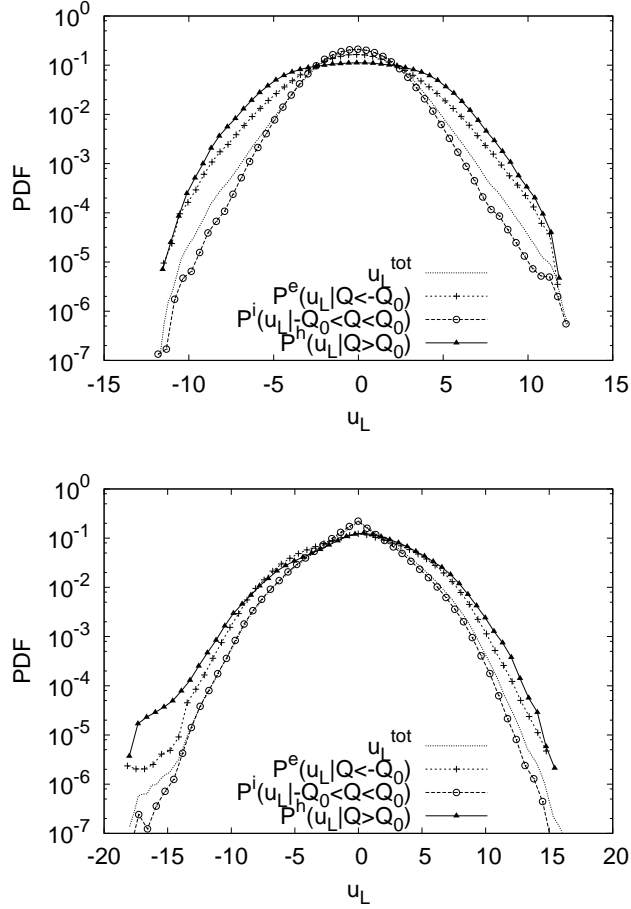 10^0
10^-1
10^-2
10^-3
10^-4
10^-5
10^-6
10^-7
PDF
u_L^tot
P^e(u_L|Q<-Q_0)
P^i(u_L|-Q_0<Q<Q_0)
P^h(u_L|Q>Q_0)
-15 -10 -5 0 5 10 15
u_L
10^0
10^-1
10^-2
10^-3
10^-4
10^-5
10^-6
10^-7
PDF
u_L^tot
P^e(u_L|Q<-Q_0)
P^i(u_L|-Q_0<Q<Q_0)
P^h(u_L|Q>Q_0)
-20 -15 -10 -5 0 5 10 15 20
u_L